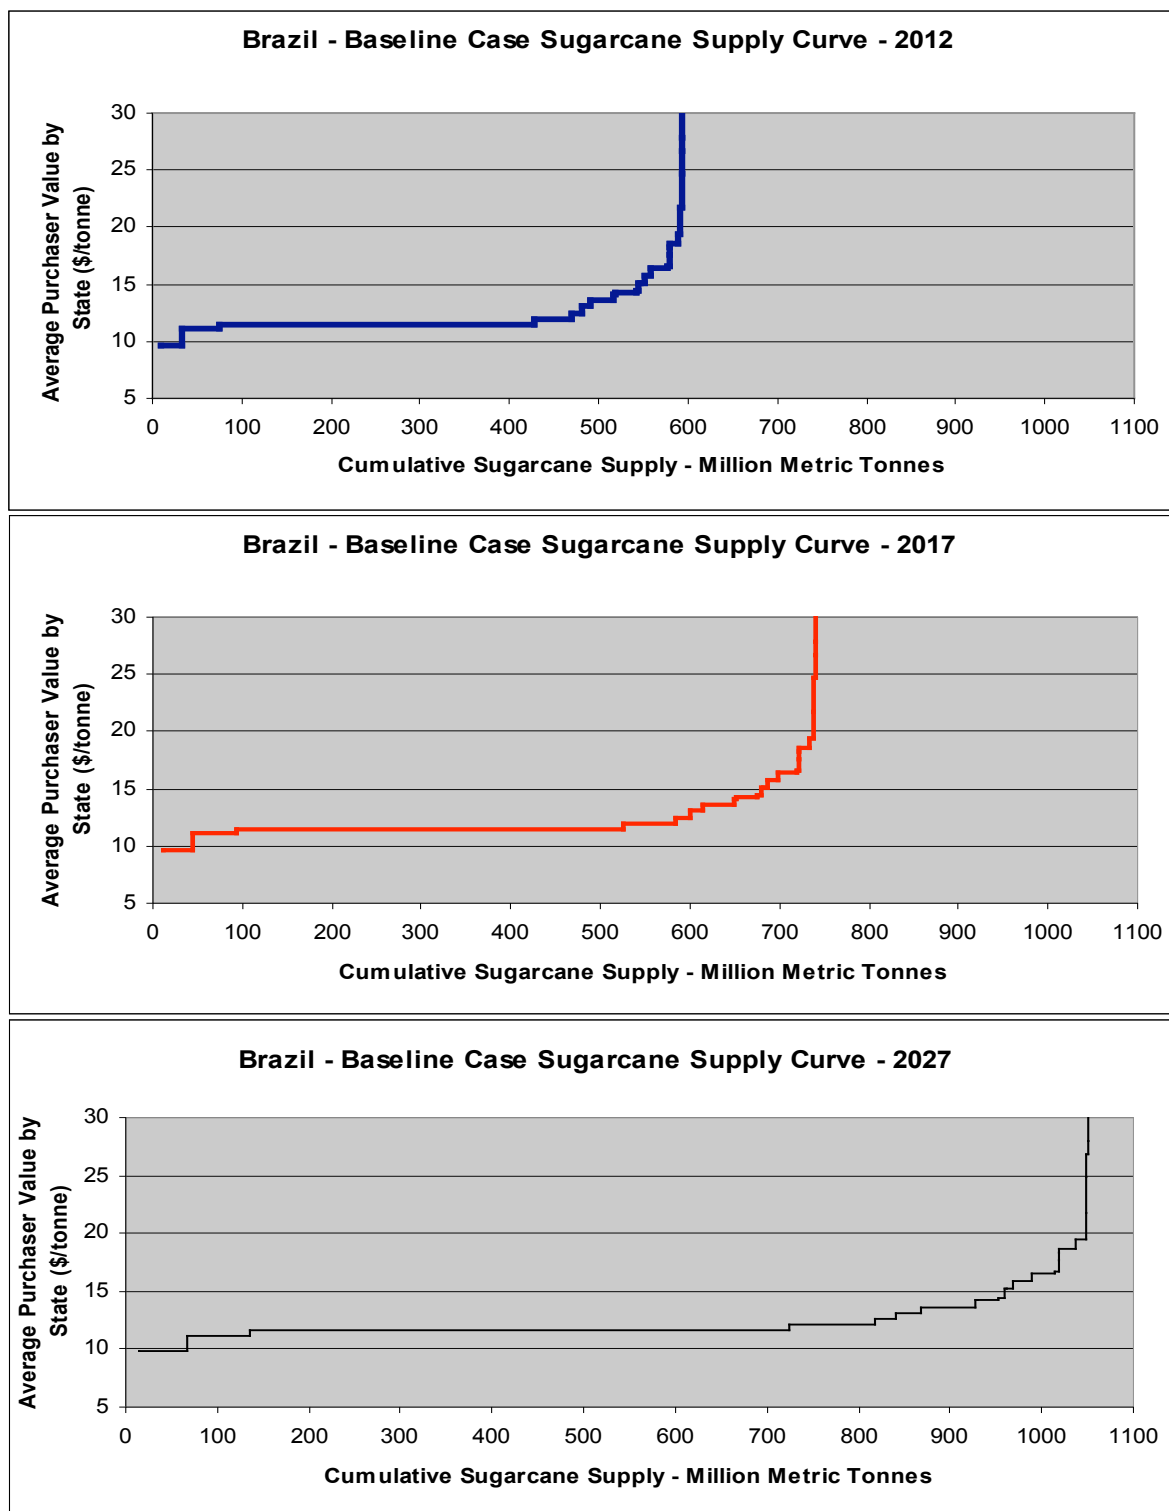 Brazil - Baseline Case Sugarcane Supply Curve - 2012
Average Purchaser Value by
State ($/tonne)
30
25
20
15
10
5
0 100 200 300 400 500 600 700 800 900 1000 1100
Cumulative Sugarcane Supply - Million Metric Tonnes
Brazil - Baseline Case Sugarcane Supply Curve - 2017
Average Purchaser Value by
State ($/tonne)
30
25
20
15
10
5
0 100 200 300 400 500 600 700 800 900 1000 1100
Cumulative Sugarcane Supply - Million Metric Tonnes
Brazil - Baseline Case Sugarcane Supply Curve - 2027
Average Purchaser Value by
State ($/tonne)
30
25
20
15
10
5
0 100 200 300 400 500 600 700 800 900 1000 1100
Cumulative Sugarcane Supply - Million Metric Tonnes